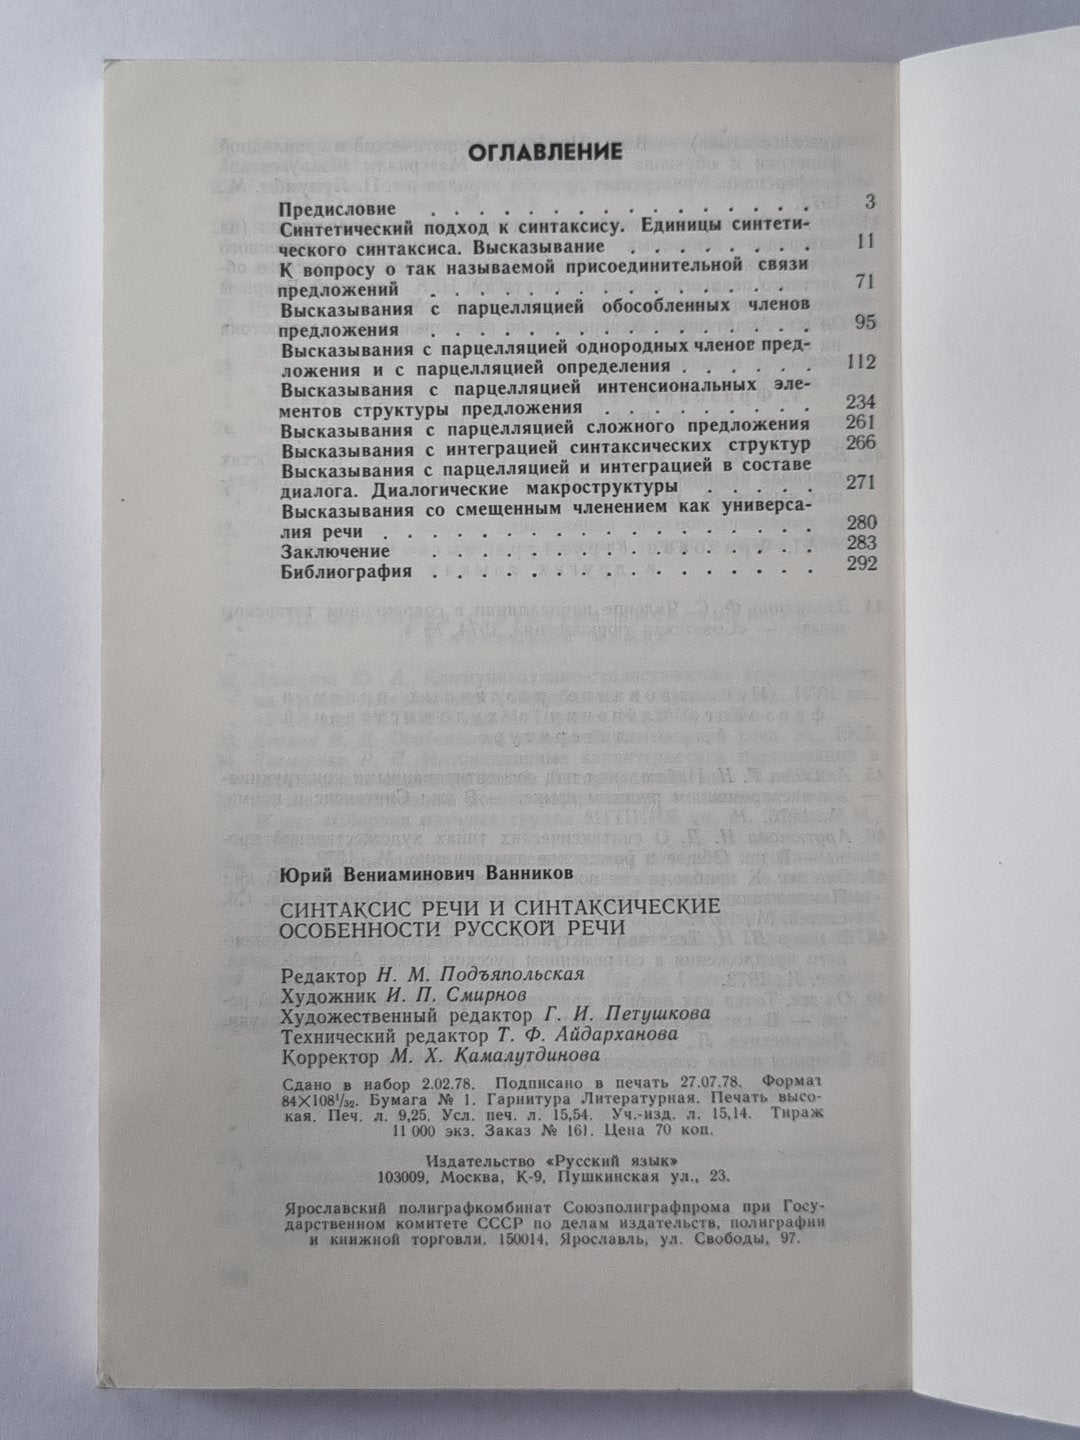 ОГЛАВЛЕНИЕ
Предисловие . . . . . . . . . . . . . . . . 3
Синтетический подход к синтаксису. Единицы синтети-
ческого синтаксиса. Высказывание . . . . . . . . 11
К вопросу о так называемой присоединительной связи
предложений . . . . . . . . . . . . . . . 71
Высказывания с парцелляцией обособленных членов
предложения . . . . . . . . . . . . . . . . 95
Высказывания с парцелляцией однородных членов пред-
ложения и с парцелляцией определения . . . . . . 112
Высказывания с парцелляцией интенсиональных эле-
ментов структуры предложения . . . . . . . . . 234
Высказывания с парцелляцией сложного предложения 261
Высказывания с интеграцией синтаксических структур 266
Высказывания с парцелляцией и интеграцией в составе
диалога. Диалогические макроструктуры . . . . . 271
Высказывания со смещенным членением как универса-
лия речи . . . . . . . . . . . . . . . . . 280
Заключение . . . . . . . . . . . . . . . . 283
Библиография . . . . . . . . . . . . . . . 292
Юрий Вениаминович Ванников
СИНТАКСИС РЕЧИ И СИНТАКСИЧЕСКИЕ
ОСОБЕННОСТИ РУССКОЙ РЕЧИ
Редактор Н. М. Подъяпольская
Художник И. П. Смирнов
Художественный редактор Г. И. Петушкова
Технический редактор Т. Ф. Айдарханова
Корректор М. Х. Камалутдинова
Сдано в набор 2.02.78. Подписано в печать 27.07.78. Формат
84×108¹/₃₂. Бумага № 1. Гарнитура Литературная. Печать высо-
кая. Печ. л. 9,25. Усл. печ. л. 15,54. Уч.-изд. л. 15,14. Тираж
11 000 экз. Заказ № 161. Цена 70 коп.
Издательство «Русский язык»
103009, Москва, К-9, Пушкинская ул., 23.
Ярославский полиграфкомбинат Союзполиграфпрома при Госу-
дарственном комитете СССР по делам издательств, полиграфии
и книжной торговли. 150014, Ярославль, ул. Свободы, 97.